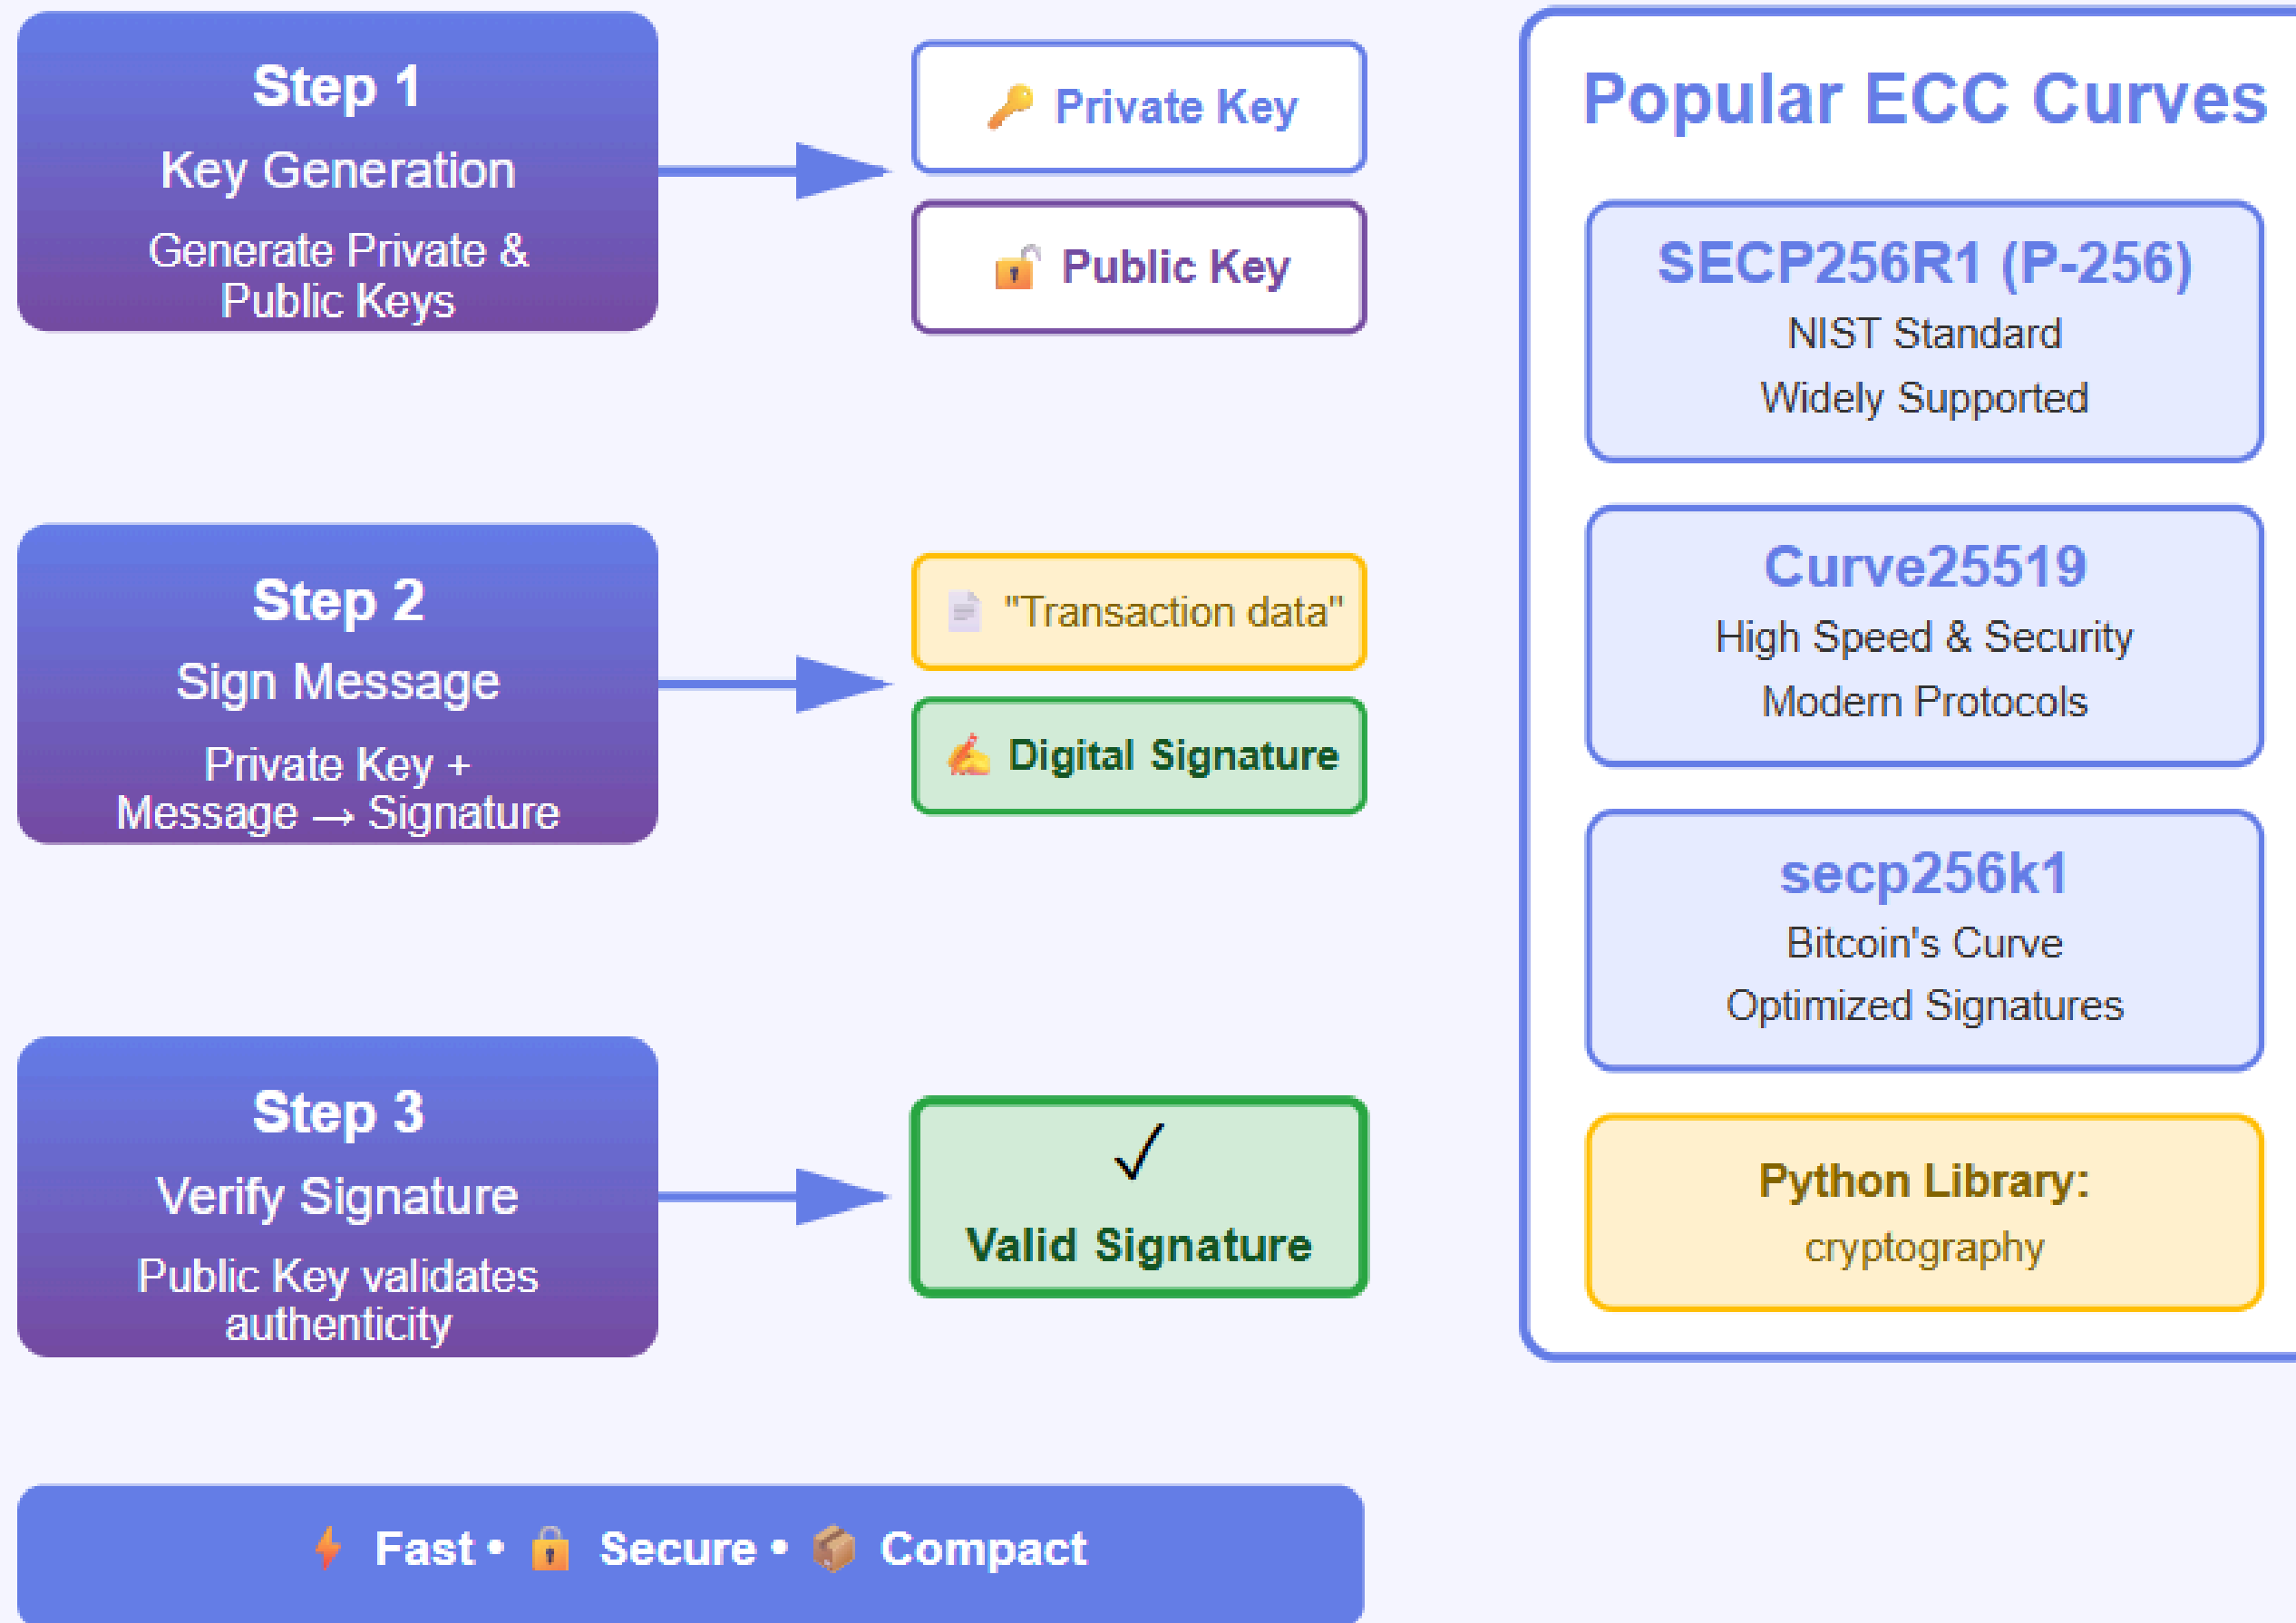 Step 1
Key Generation
Generate Private &
Public Keys
Private Key
Public Key
Step 2
Sign Message
Private Key +
Message → Signature
"Transaction data"
Digital Signature
Step 3
Verify Signature
Public Key validates
authenticity
✓
Valid Signature
Fast • Secure • Compact
Popular ECC Curves
SECP256R1 (P-256)
NIST Standard
Widely Supported
Curve25519
High Speed & Security
Modern Protocols
secp256k1
Bitcoin's Curve
Optimized Signatures
Python Library:
cryptography